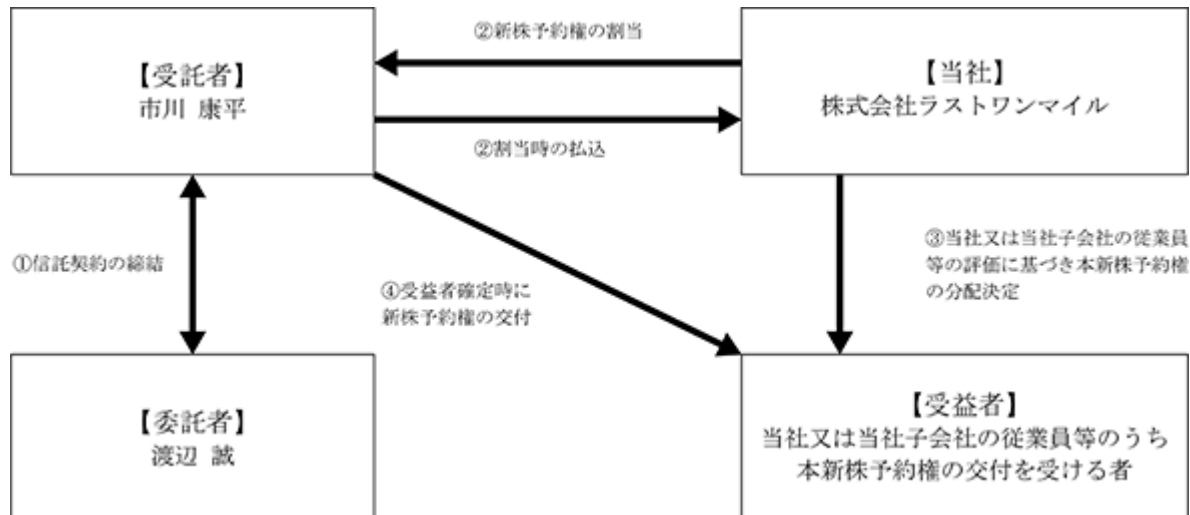 ②新株予約権の割当
【受託者】
市川 康平
【当社】
株式会社ラストワンマイル
②割当時の払込
①信託契約の締結
③当社又は当社子会社の従業員
等の評価に基づき本新株予約権
の分配決定
④受益者確定時に
新株予約権の交付
【委託者】
渡辺 誠
【受益者】
当社又は当社子会社の従業員等のうち
本新株予約権の交付を受ける者